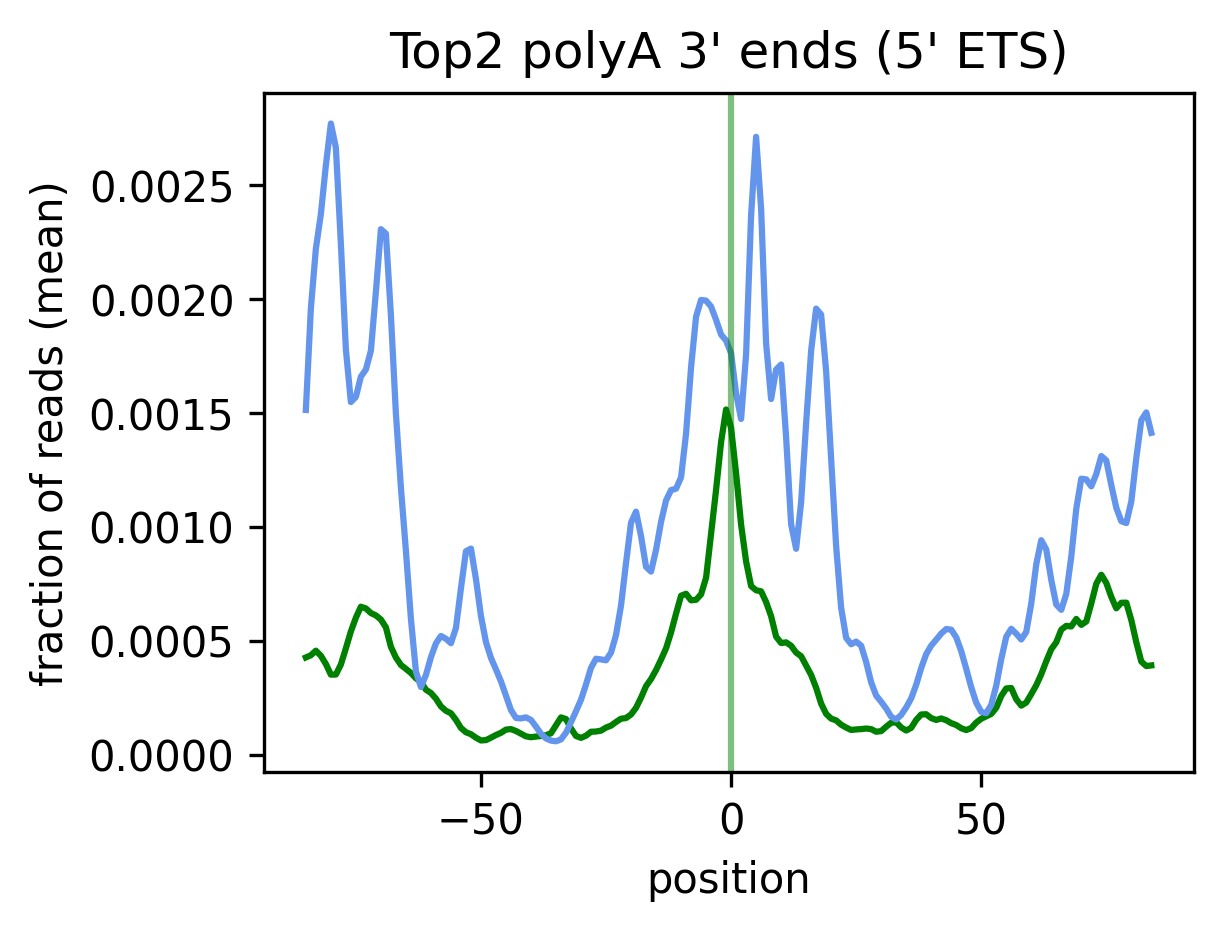 Top2 polyA 3' ends (5' ETS)
fraction of reads (mean)
0.0025
0.0020
0.0015
0.0010
0.0005
0.0000
−50 0 50
position